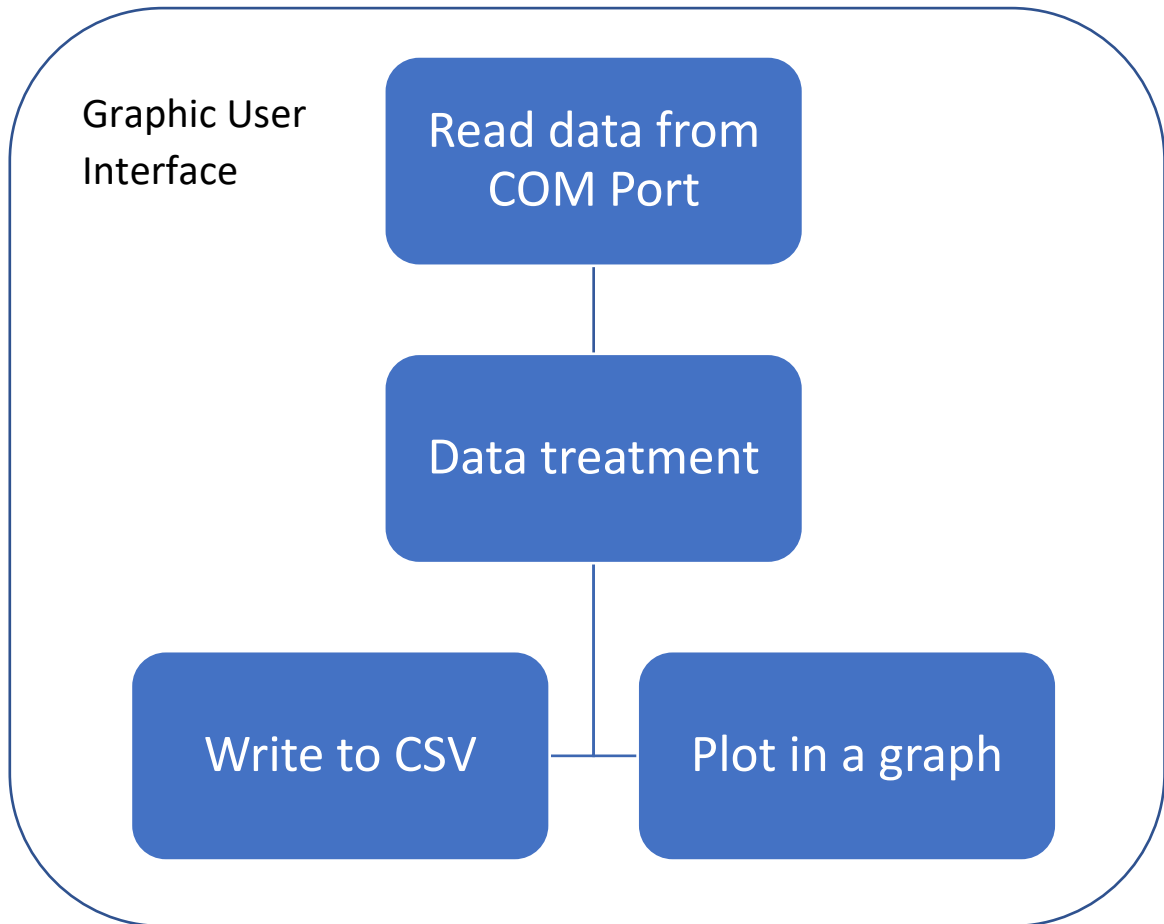 Graphic User
Interface
Read data from
COM Port
Data treatment
Write to CSV
Plot in a graph